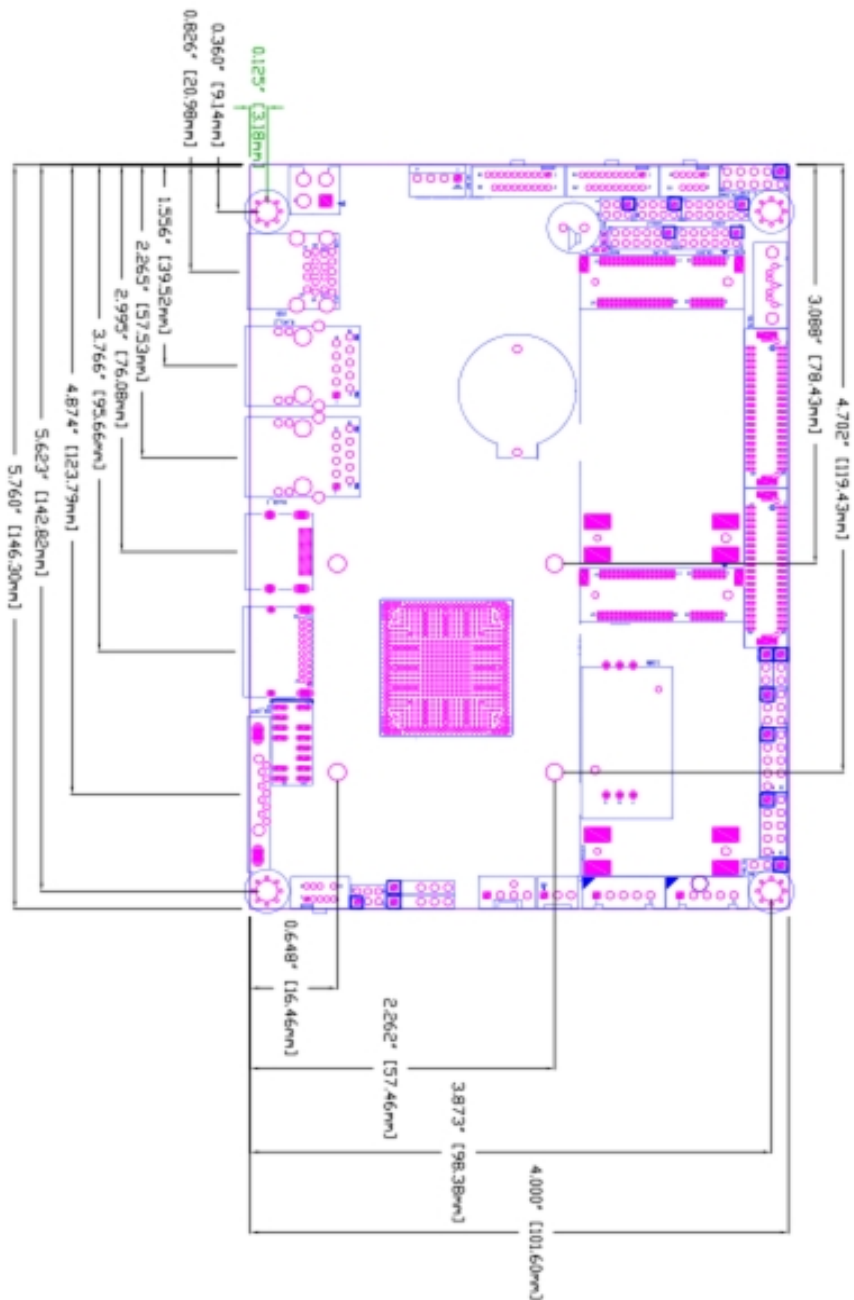 0.125" [3.18mm]
0.360" [9.14mm]
0.826" [20.98mm]
1.556" [39.52mm]
2.265" [57.53mm]
2.995" [76.08mm]
3.766" [95.66mm]
4.874" [123.79mm]
5.623" [142.82mm]
5.760" [146.30mm]
3.088" [78.43mm]
4.702" [119.43mm]
0.648" [16.46mm]
2.262" [57.46mm]
3.873" [98.38mm]
4.000" [101.60mm]